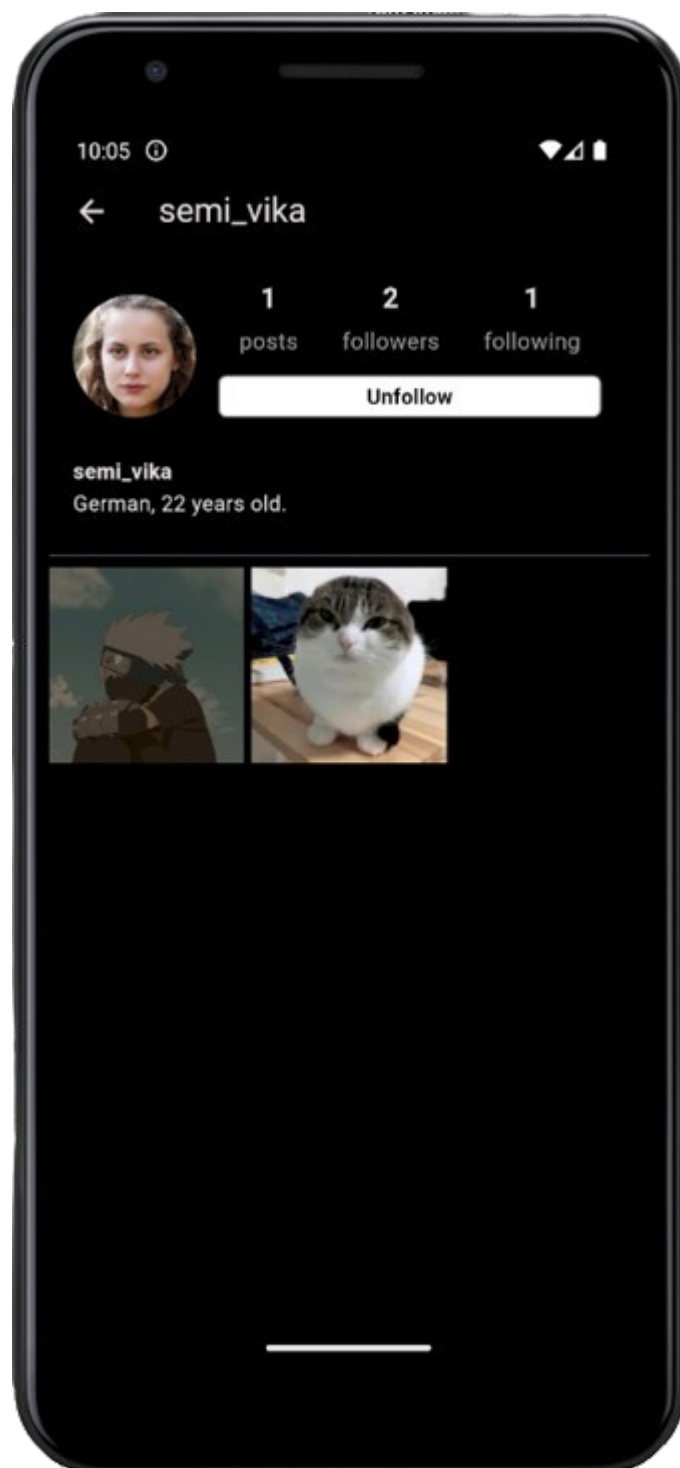 10:05
semi_vika
1 2 1
posts followers following
Unfollow
semi_vika
German, 22 years old.